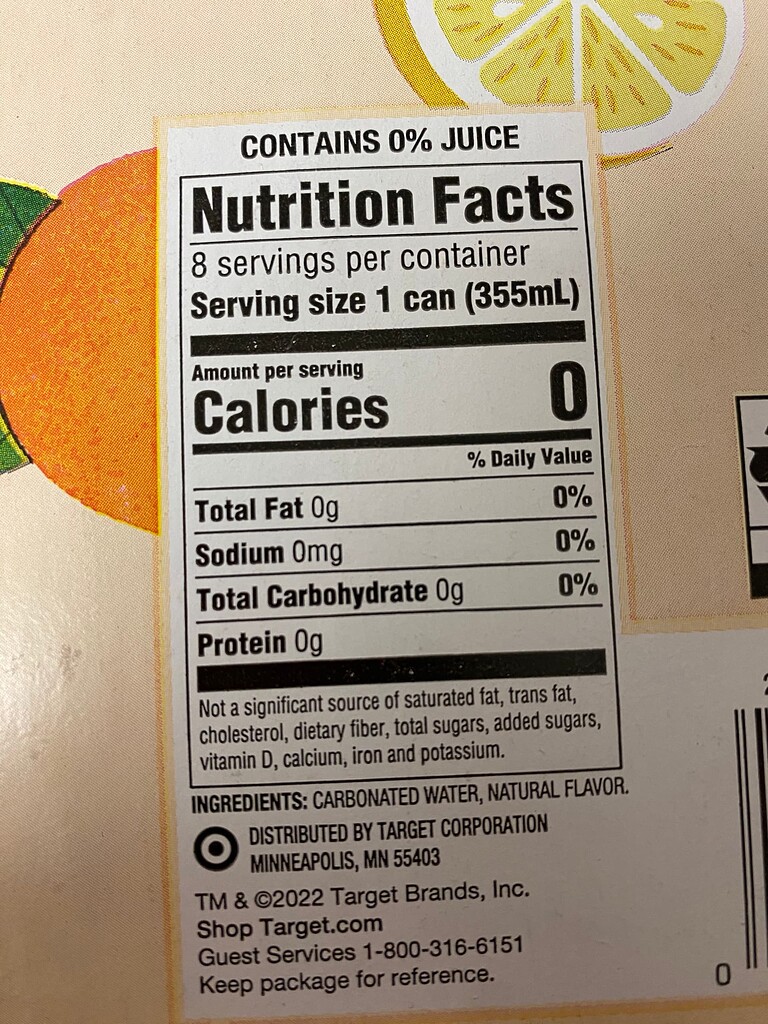 CONTAINS 0% JUICE
Nutrition Facts
8 servings per container
Serving size 1 can (355mL)
Amount per serving
Calories 0
% Daily Value
Total Fat 0g 0%
Sodium 0mg 0%
Total Carbohydrate 0g 0%
Protein 0g
Not a significant source of saturated fat, trans fat,
cholesterol, dietary fiber, total sugars, added sugars,
vitamin D, calcium, iron and potassium.
INGREDIENTS: CARBONATED WATER, NATURAL FLAVOR.
DISTRIBUTED BY TARGET CORPORATION
MINNEAPOLIS, MN 55403
TM & ©2022 Target Brands, Inc.
Shop Target.com
Guest Services 1-800-316-6151
Keep package for reference.
0